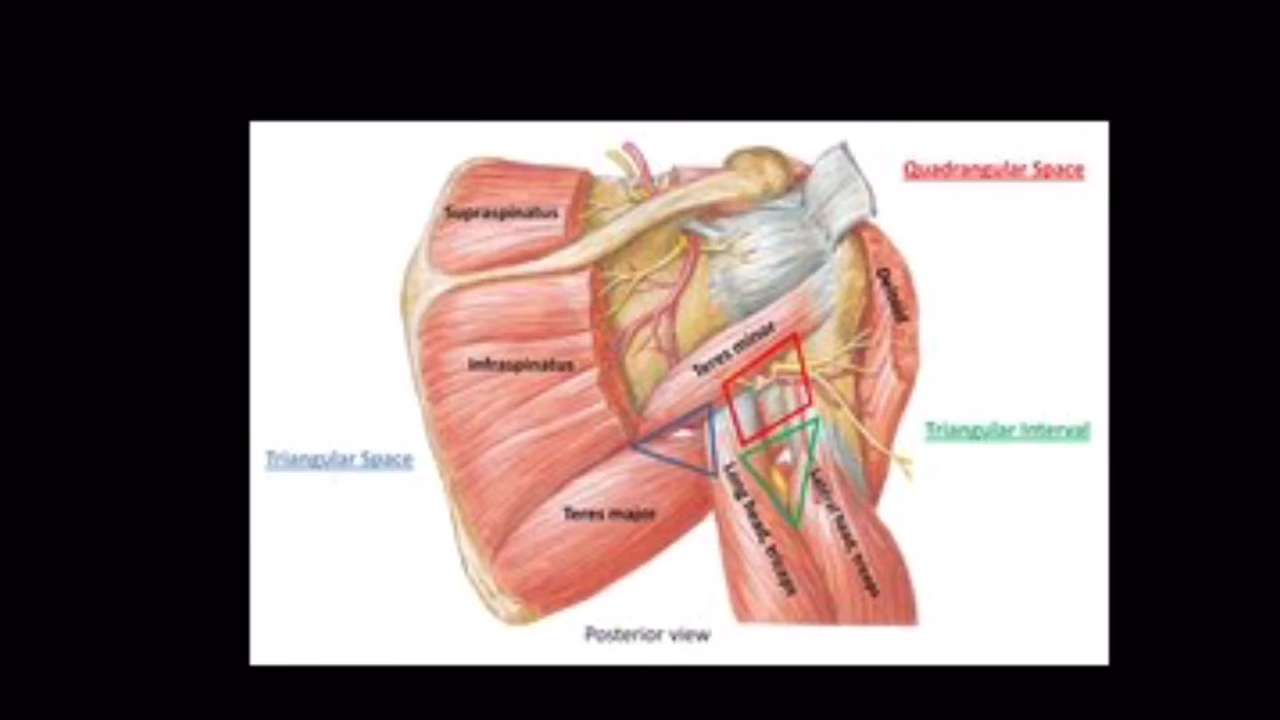 Quadrangular Space
Supraspinatus
Deltoid
Teres minor
Infraspinatus
Triangular Interval
Triangular Space
Teres major
Long head, triceps
Lateral head, triceps
Posterior view